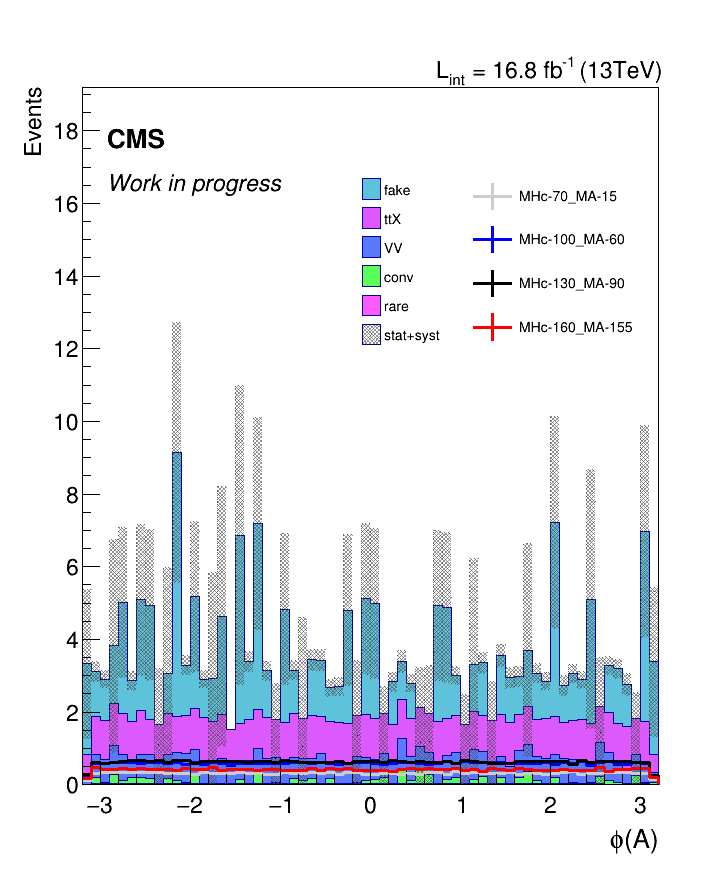 L_int = 16.8 fb^-1 (13TeV)
Events
CMS
Work in progress
fake
ttX
VV
conv
rare
stat+syst
MHc-70_MA-15
MHc-100_MA-60
MHc-130_MA-90
MHc-160_MA-155
18
16
14
12
10
8
6
4
2
0
−3 −2 −1 0 1 2 3
ϕ(A)